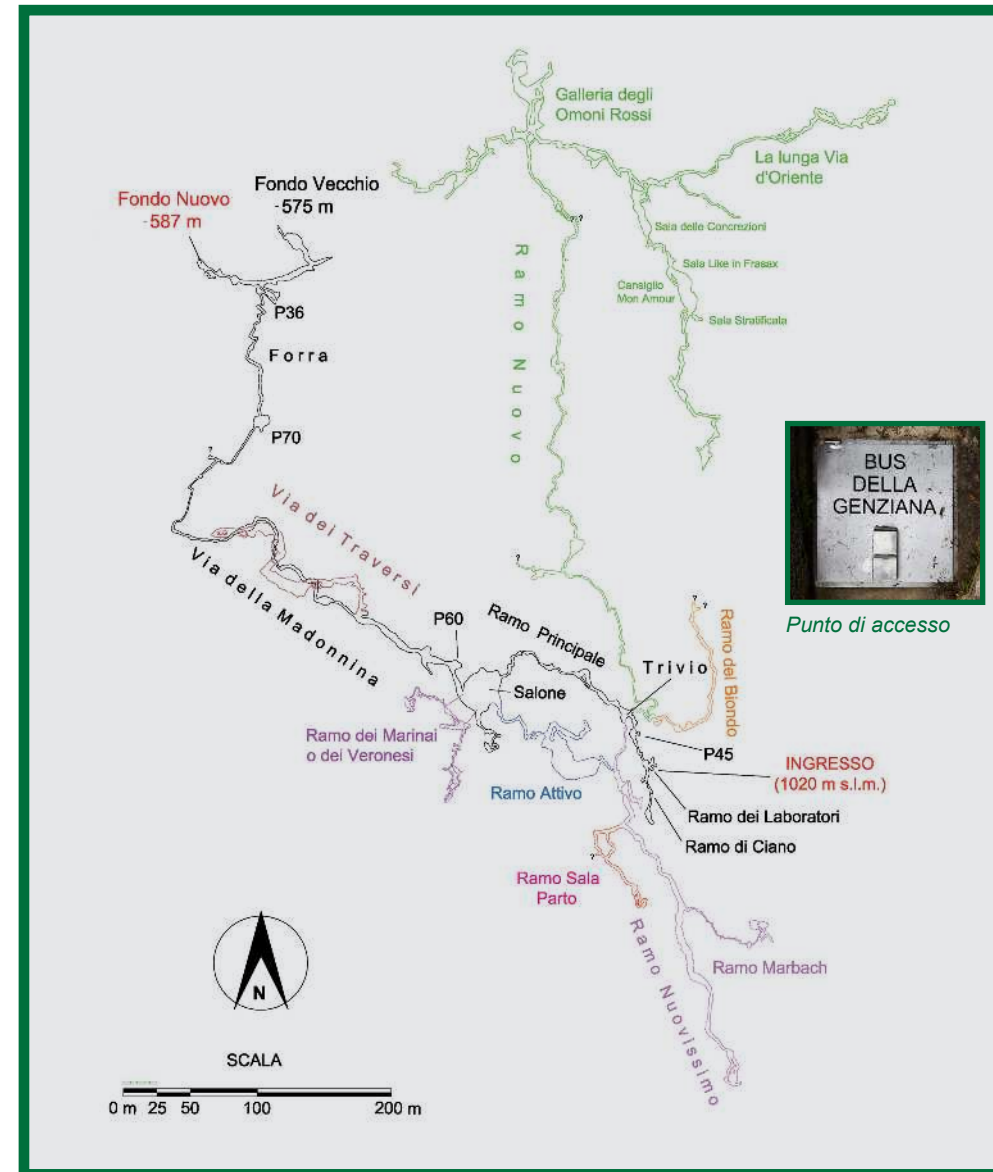 Galleria degli
Omoni Rossi
La lunga Via
d'Oriente
Fondo Vecchio
-575 m
Fondo Nuovo
-587 m
Sala delle Concrezioni
Sala Like in Frasax
Cansiglio
Mon Amour
Sala Stratificata
Ramo Nuovo
P36
Forra
P70
BUS
DELLA
GENZIANA
Punto di accesso
Via dei Traversi
Via della Madonnina
P60
Ramo Principale
Trivio
Ramo del Biondo
Salone
Ramo dei Marinai
o dei Veronesi
P45
INGRESSO
(1020 m s.l.m.)
Ramo Attivo
Ramo dei Laboratori
Ramo di Ciano
Ramo Sala
Parto
Ramo Nuovissimo
Ramo Marbach
N
SCALA
0 m 25 50 100 200 m